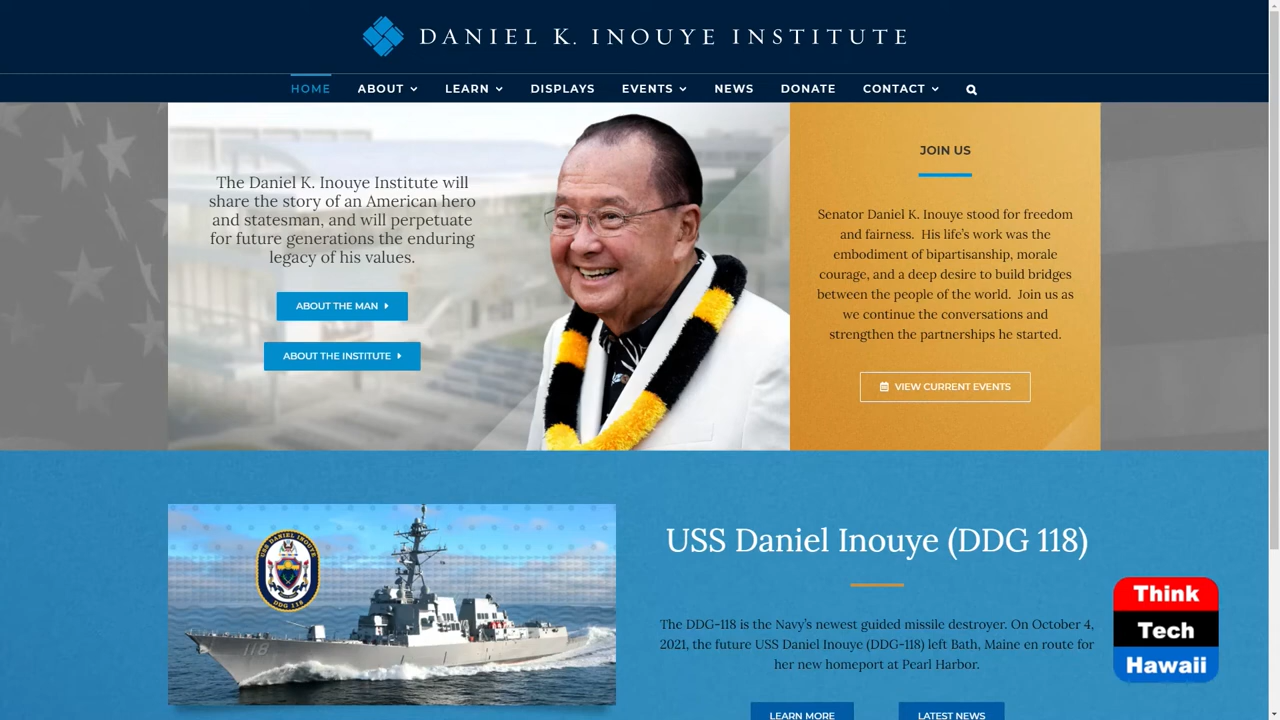 DANIEL K. INOUYE INSTITUTE
HOME ABOUT LEARN DISPLAYS EVENTS NEWS DONATE CONTACT
The Daniel K. Inouye Institute will
share the story of an American hero
and statesman, and will perpetuate
for future generations the enduring
legacy of his values.
ABOUT THE MAN
ABOUT THE INSTITUTE
JOIN US
Senator Daniel K. Inouye stood for freedom
and fairness. His life's work was the
embodiment of bipartisanship, morale
courage, and a deep desire to build bridges
between the people of the world. Join us as
we continue the conversations and
strengthen the partnerships he started.
VIEW CURRENT EVENTS
USS DANIEL INOUYE
DDG 118
118
USS Daniel Inouye (DDG 118)
The DDG-118 is the Navy's newest guided missile destroyer. On October 4,
2021, the future USS Daniel Inouye (DDG-118) left Bath, Maine en route for
her new homeport at Pearl Harbor.
LEARN MORE
LATEST NEWS
Think
Tech
Hawaii